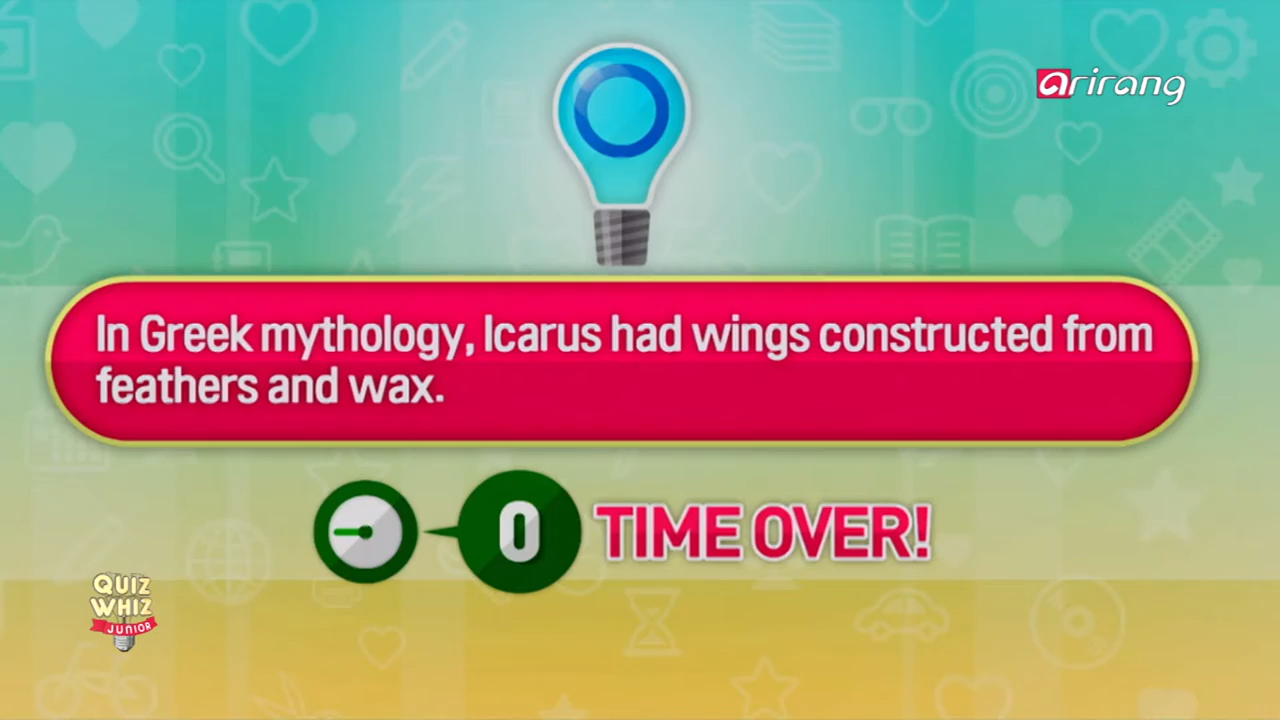 arirang
In Greek mythology, Icarus had wings constructed from
feathers and wax.
0 TIME OVER!
QUIZ
WHIZ
JUNIOR